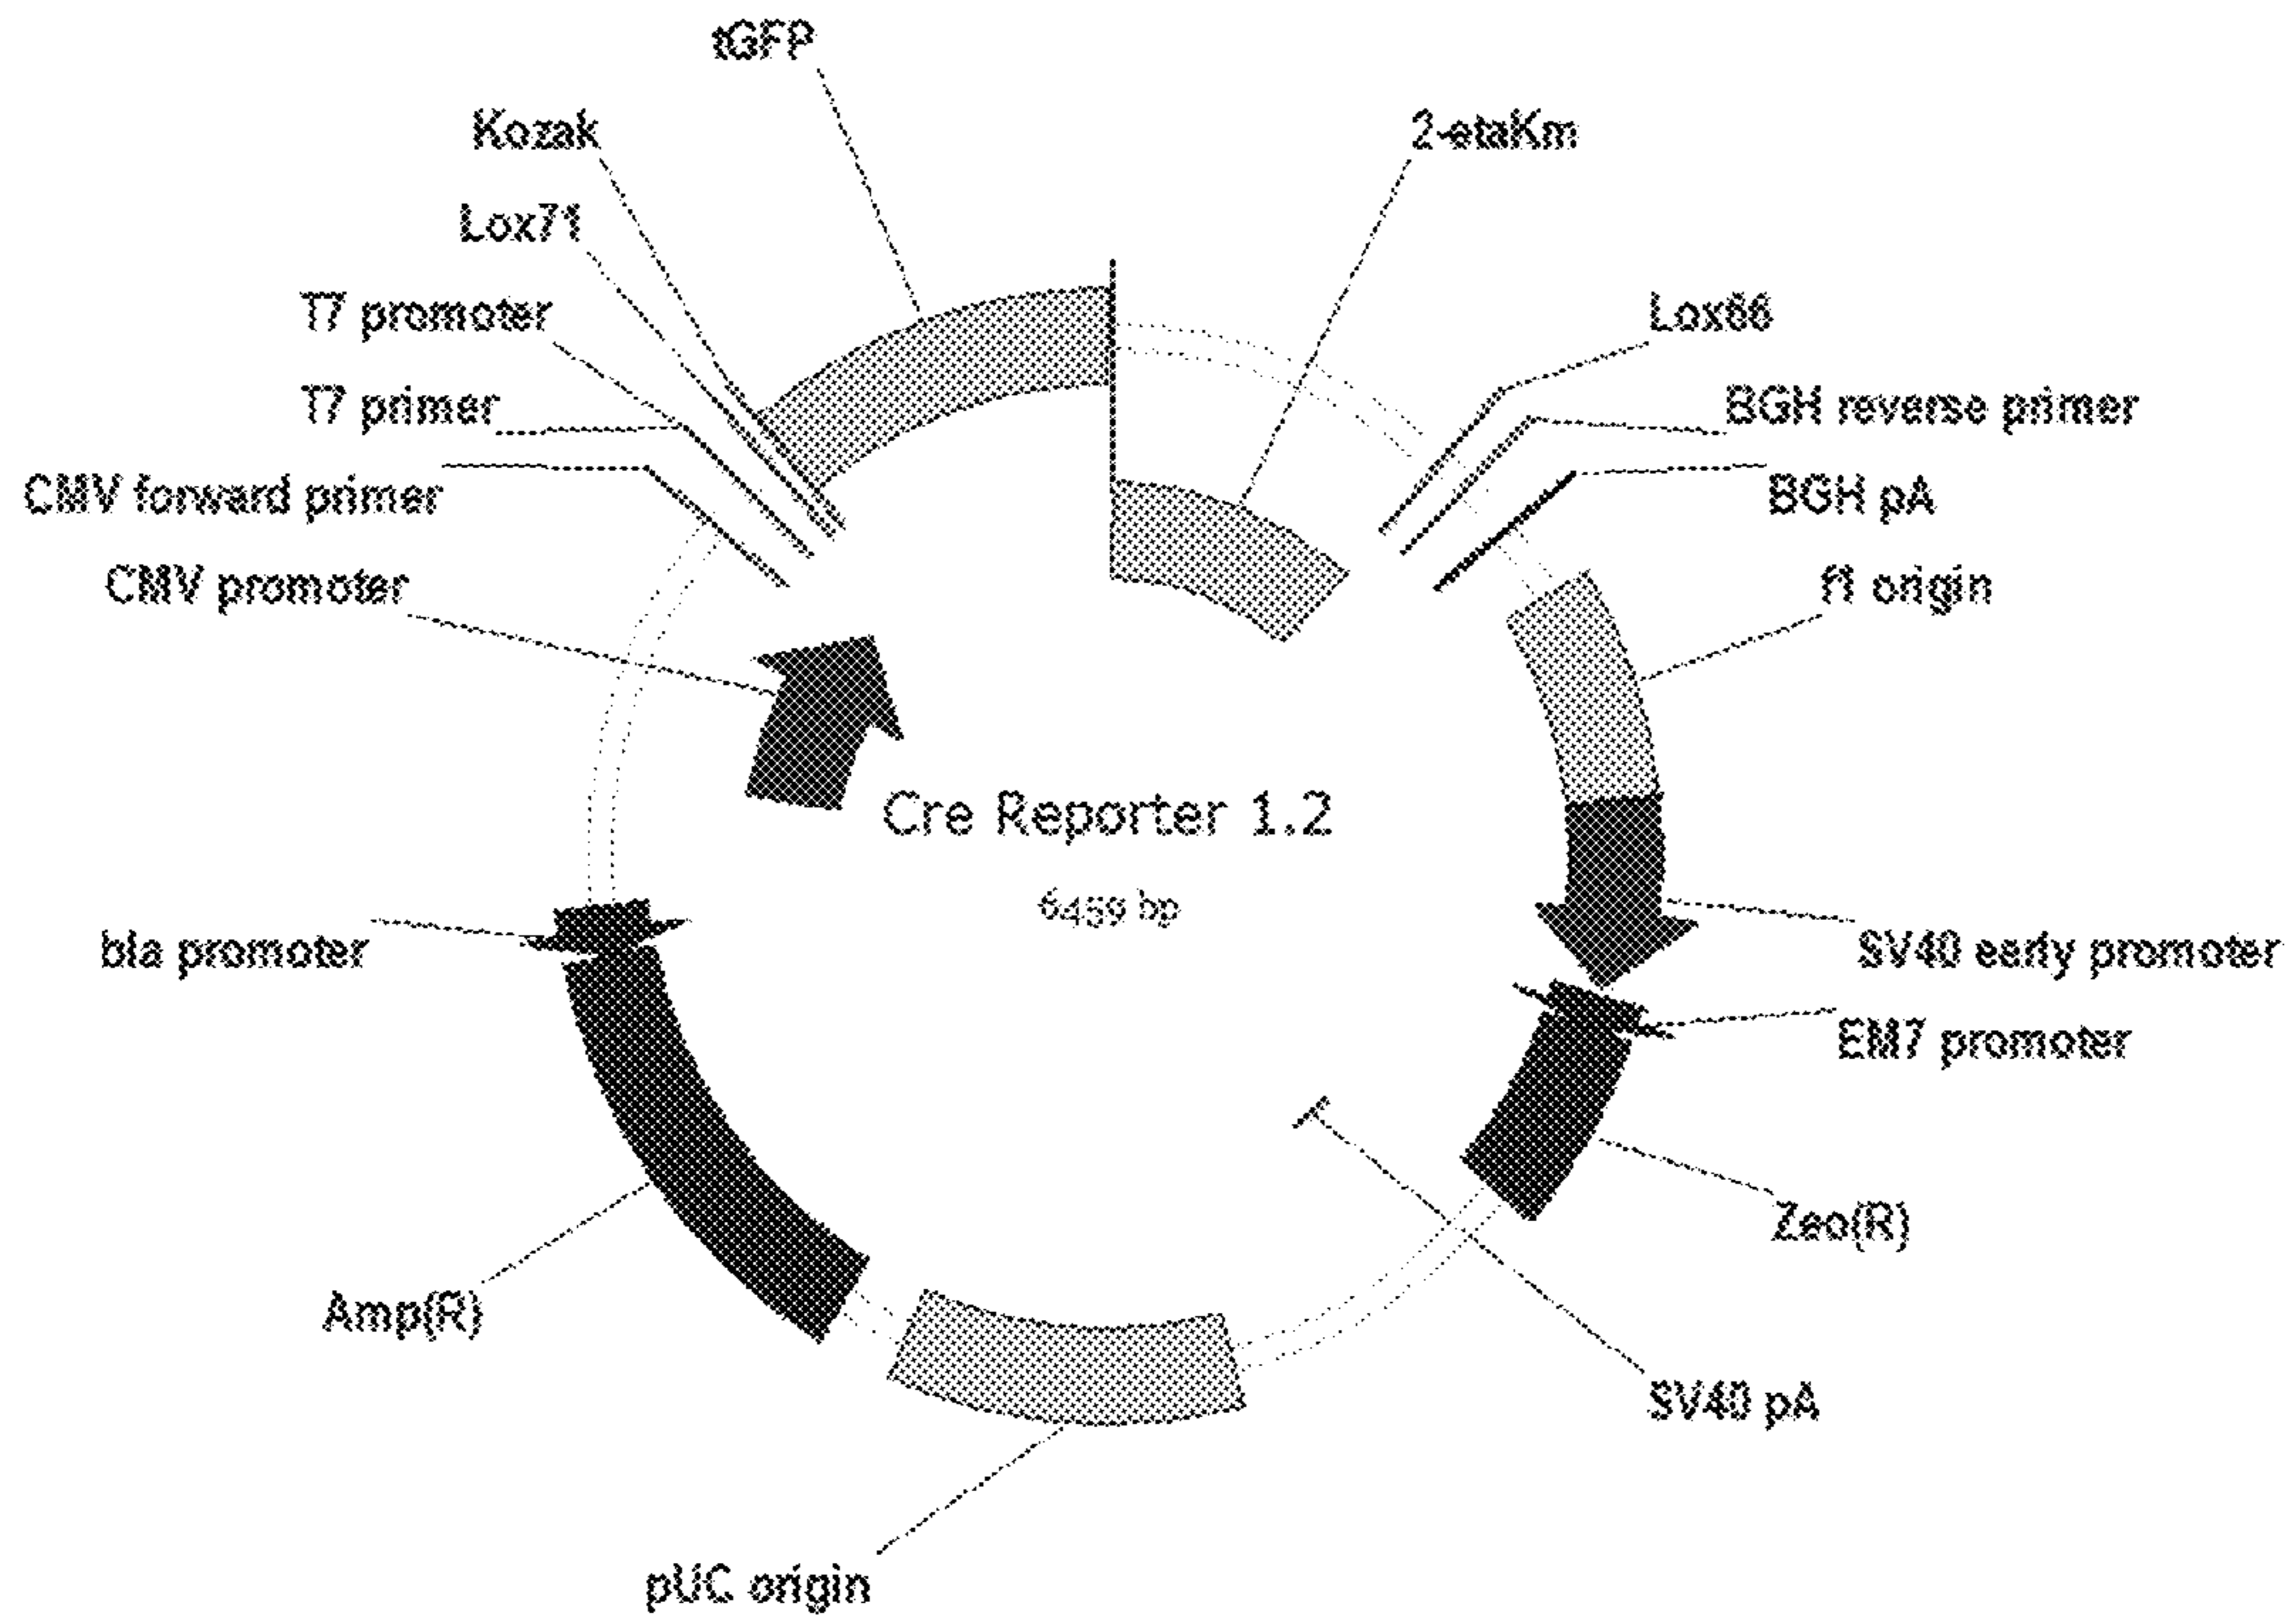 tGFP
Kozak
2-etaKm
Lox71
T7 promoter
Lox66
T7 primer
BGH reverse primer
CMV forward primer
BGH pA
CMV promoter
f1 origin
Cre Reporter 1.2
6459 bp
bla promoter
SV40 early promoter
EM7 promoter
Zeo(R)
Amp(R)
SV40 pA
pUC origin